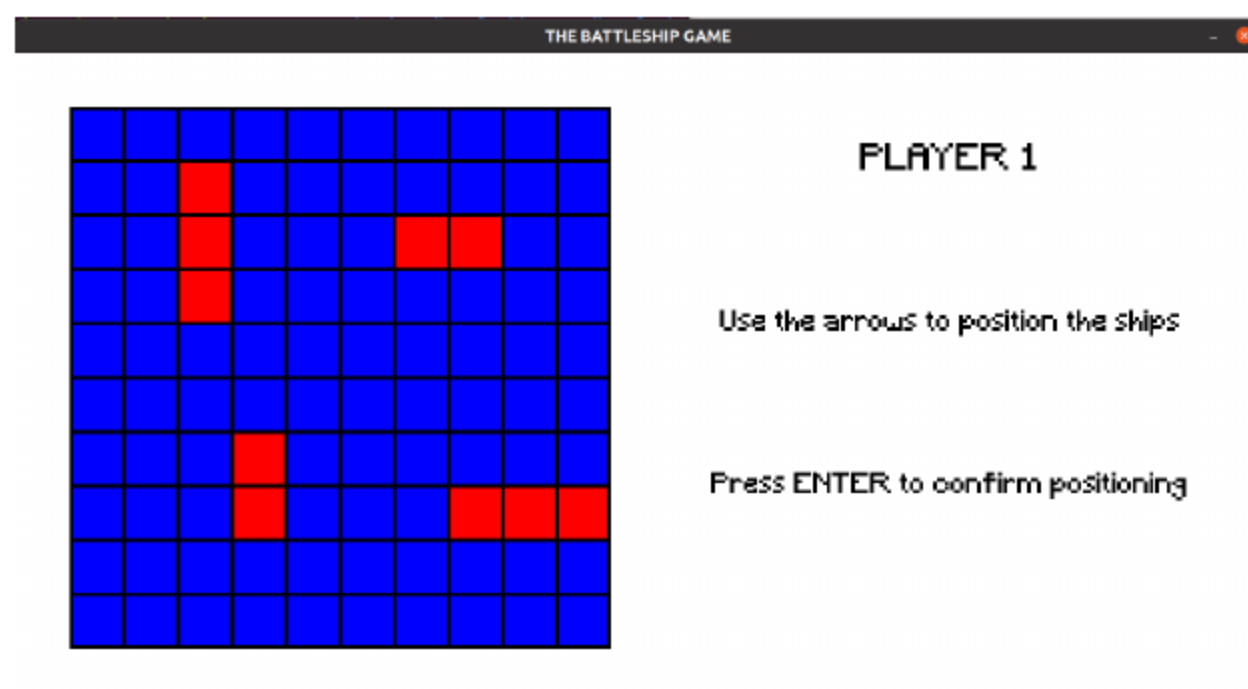 THE BATTLESHIP GAME
PLAYER 1
Use the arrows to position the ships
Press ENTER to confirm positioning